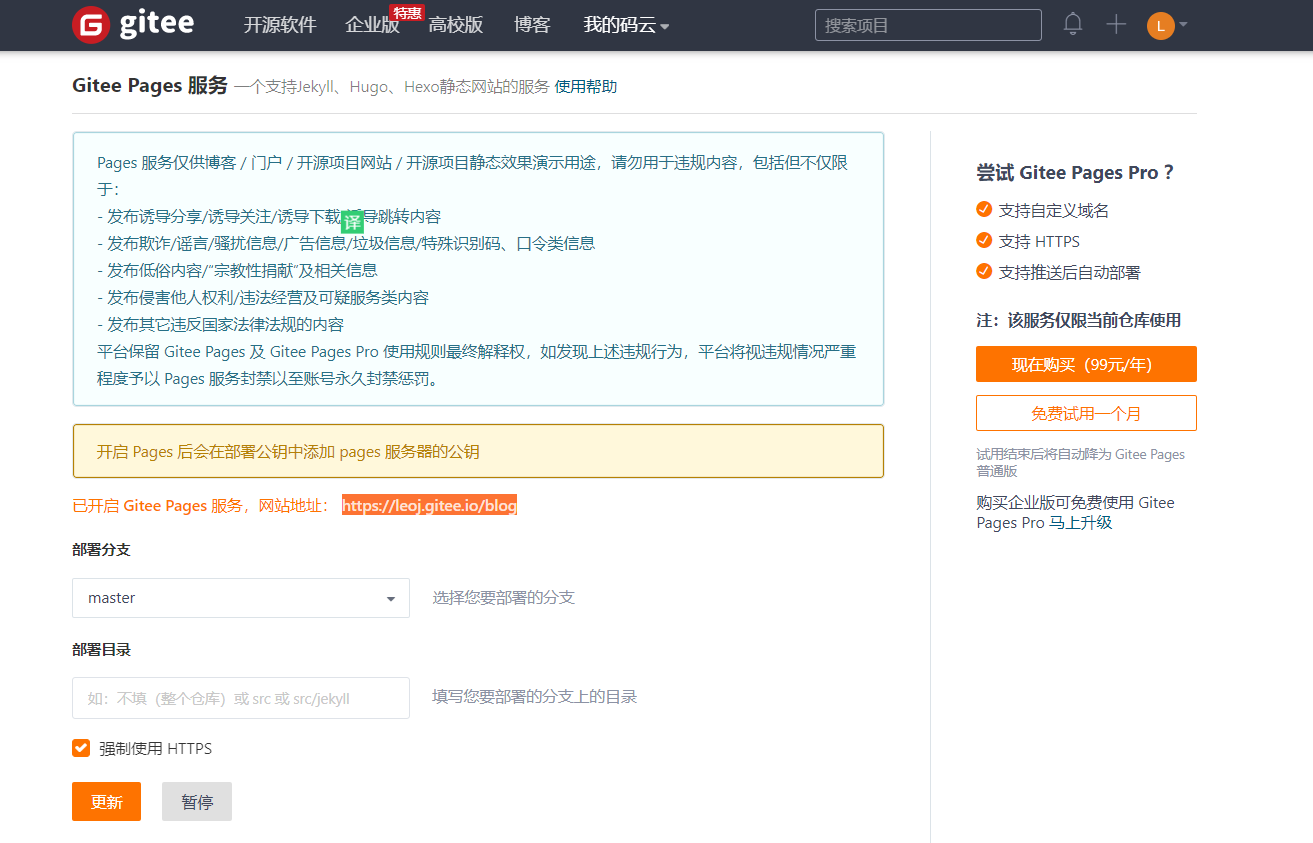 gitee
开源软件 企业版 特惠 高校版 博客 我的码云 搜索项目 L
Gitee Pages 服务 一个支持Jekyll、Hugo、Hexo静态网站的服务 使用帮助
Pages 服务仅供博客 / 门户 / 开源项目网站 / 开源项目静态效果演示用途，请勿用于违规内容，包括但不仅限
于：
- 发布诱导分享/诱导关注/诱导下载/诱导跳转内容
译
- 发布欺诈/谣言/骚扰信息/广告信息/垃圾信息/特殊识别码、口令类信息
- 发布低俗内容/“宗教性捐献”及相关信息
- 发布侵害他人权利/违法经营及可疑服务类内容
- 发布其它违反国家法律法规的内容
平台保留 Gitee Pages 及 Gitee Pages Pro 使用规则最终解释权，如发现上述违规行为，平台将视违规情况严重
程度予以 Pages 服务封禁以至账号永久封禁惩罚。
开启 Pages 后会在部署公钥中添加 pages 服务器的公钥
已开启 Gitee Pages 服务，网站地址： https://leoj.gitee.io/blog
部署分支
master 选择您要部署的分支
部署目录
如：不填（整个仓库）或 src 或 src/jekyll 填写您要部署的分支上的目录
强制使用 HTTPS
更新 暂停
尝试 Gitee Pages Pro ?
支持自定义域名
支持 HTTPS
支持推送后自动部署
注：该服务仅限当前仓库使用
现在购买（99元/年）
免费试用一个月
试用结束后将自动降为 Gitee Pages
普通版
购买企业版可免费使用 Gitee
Pages Pro 马上升级